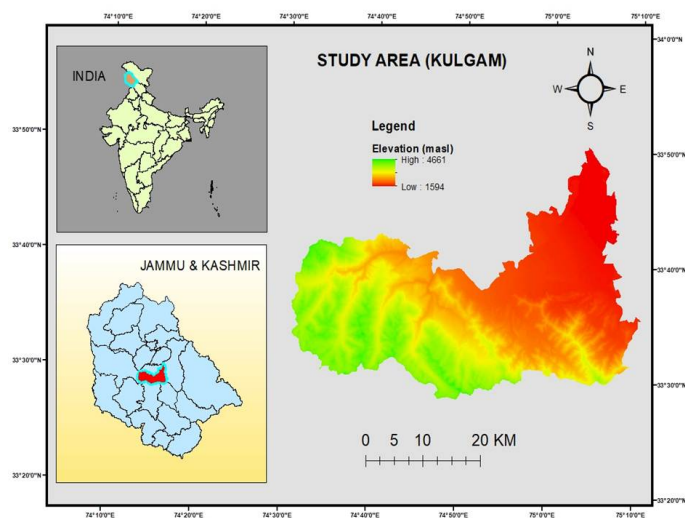 74°10'0"E 74°20'0"E 74°30'0"E 74°40'0"E 74°50'0"E 75°0'0"E 75°10'0"E
34°0'0"N
INDIA
STUDY AREA (KULGAM)
N
W E
S
33°50'0"N
Legend
Elevation (masl)
High : 4661
Low : 1594
33°50'0"N
33°40'0"N
JAMMU & KASHMIR
33°40'0"N
33°30'0"N
33°30'0"N
0 5 10 20 KM
33°20'0"N
33°20'0"N
74°10'0"E 74°20'0"E 74°30'0"E 74°40'0"E 74°50'0"E 75°0'0"E 75°10'0"E